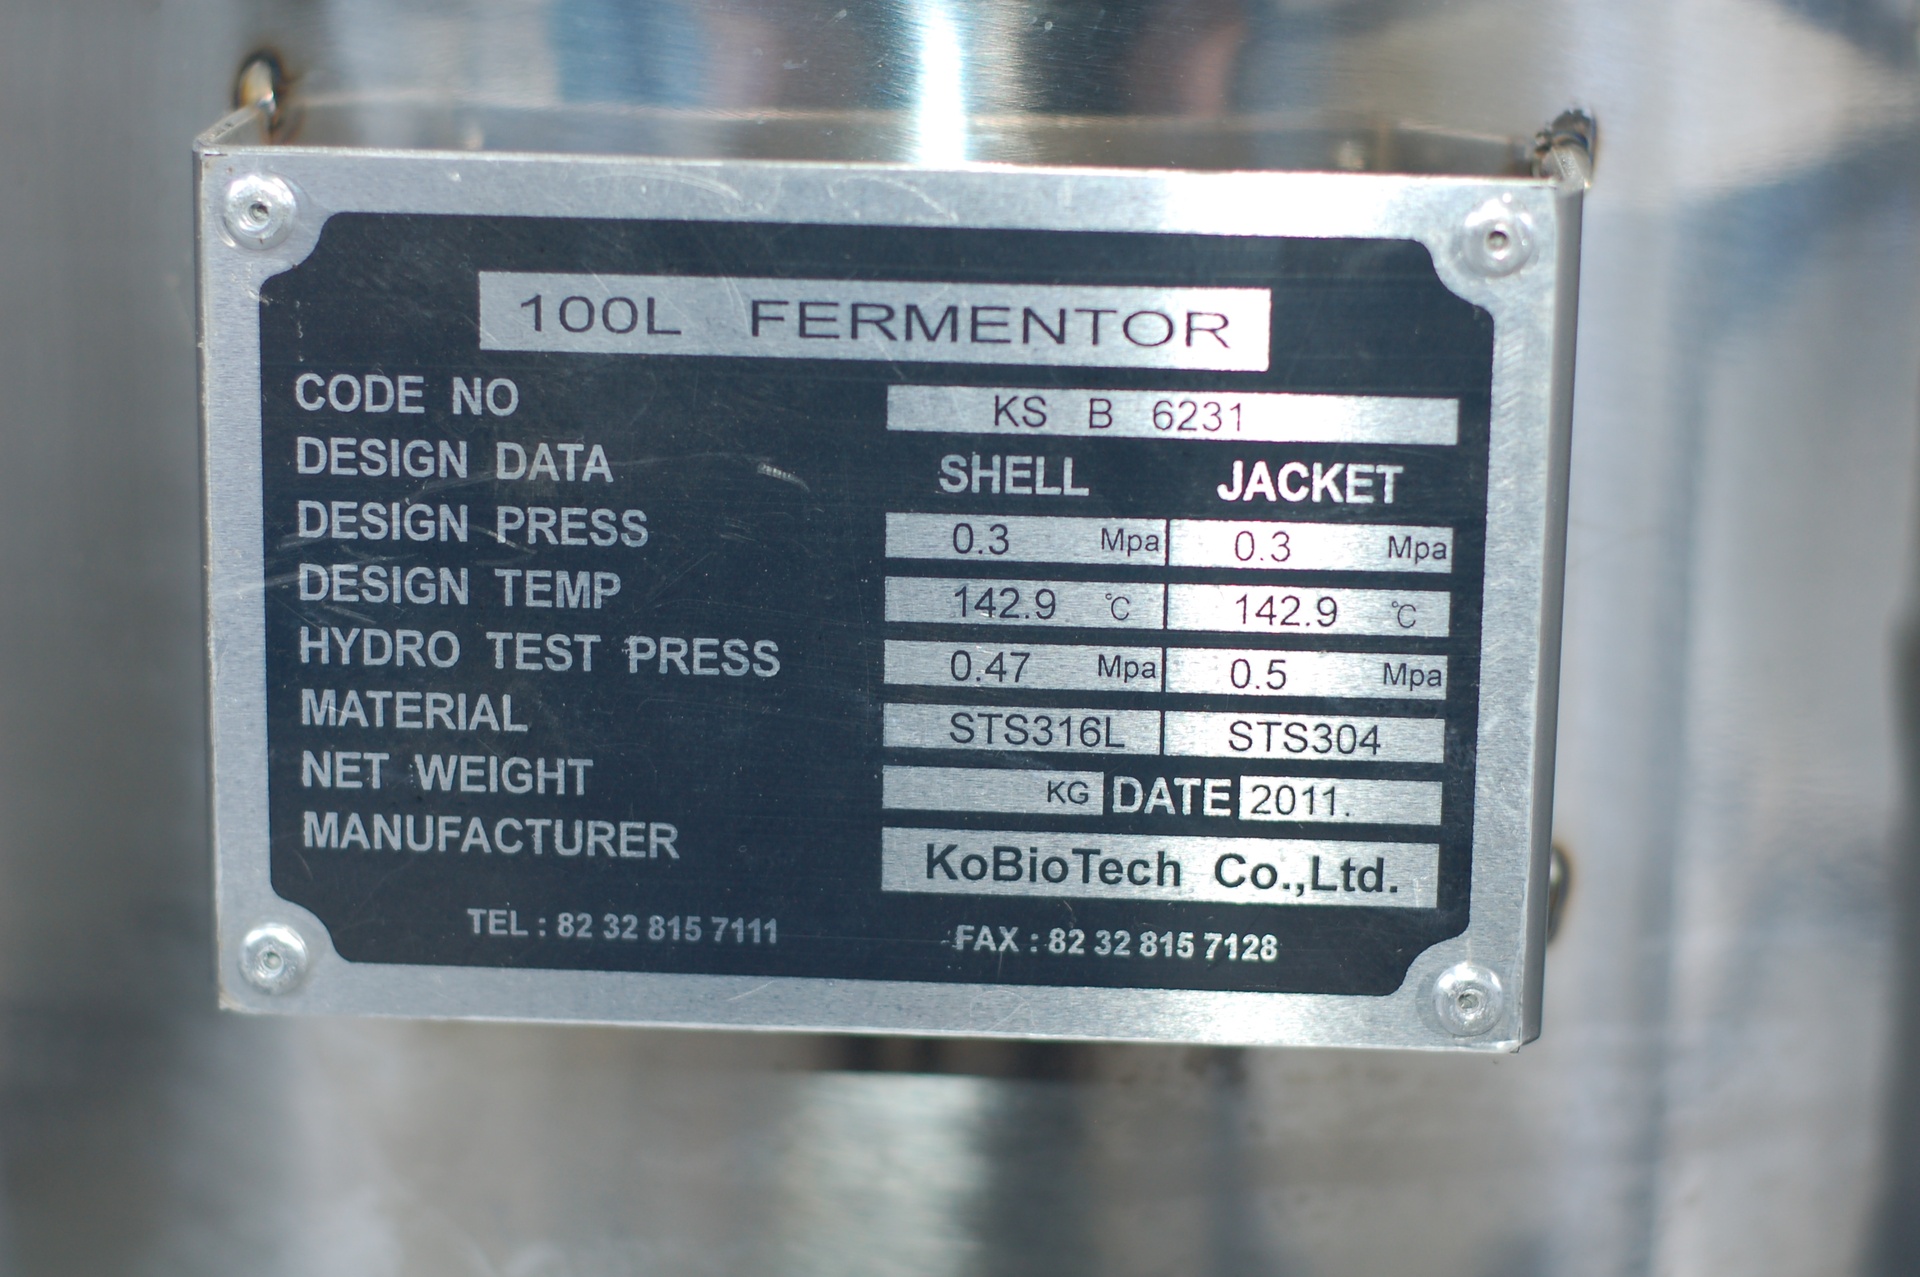 100L FERMENTOR
CODE NO KS B 6231
DESIGN DATA SHELL JACKET
DESIGN PRESS 0.3 Mpa 0.3 Mpa
DESIGN TEMP 142.9 ℃ 142.9 ℃
HYDRO TEST PRESS 0.47 Mpa 0.5 Mpa
MATERIAL STS316L STS304
NET WEIGHT KG DATE 2011.
MANUFACTURER KoBioTech Co.,Ltd.
TEL : 82 32 815 7111 FAX : 82 32 815 7128